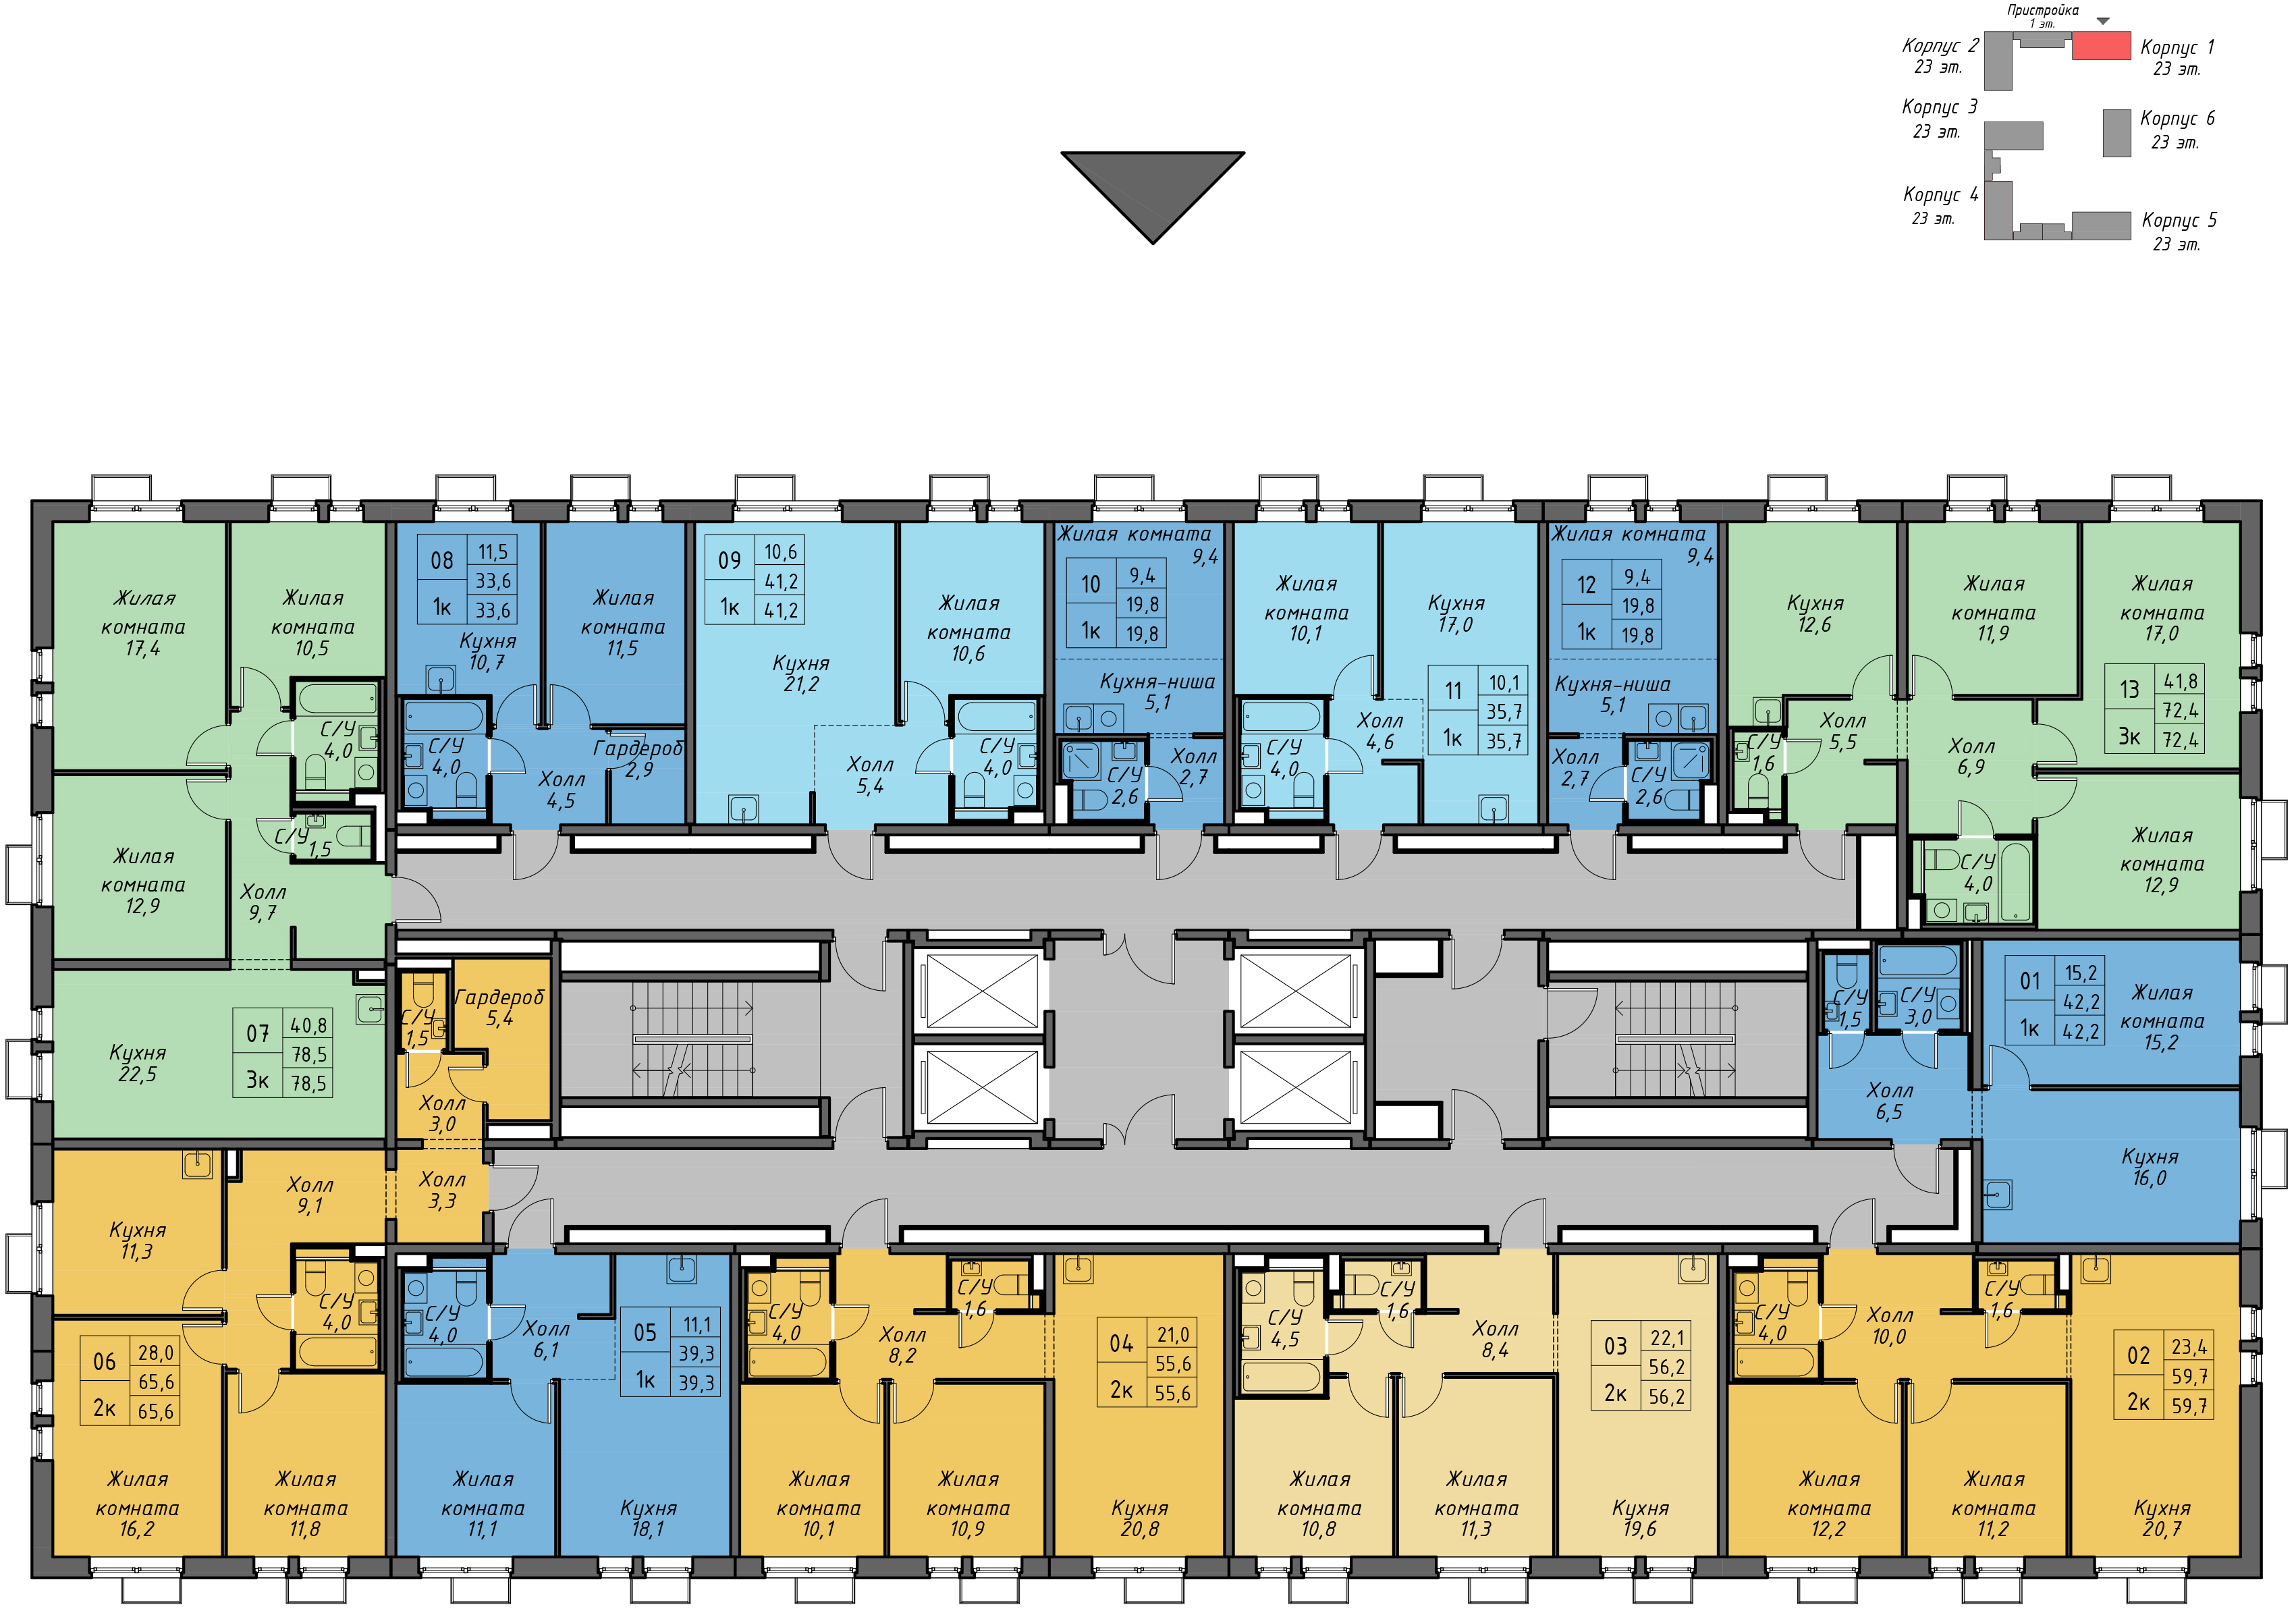 Пристройка
1 эт.
Корпус 2
23 эт.
Корпус 1
23 эт.
Корпус 3
23 эт.
Корпус 6
23 эт.
Корпус 4
23 эт.
Корпус 5
23 эт.
Жилая
комната
17,4
Жилая
комната
10,5
С/У
4,0
С/У
1,5
Жилая
комната
12,9
Холл
9,7
Кухня
22,5
07
3к
40,8
78,5
78,5
08
1к
11,5
33,6
33,6
Кухня
10,7
Жилая
комната
11,5
С/У
4,0
Холл
4,5
Гардероб
2,9
09
1к
10,6
41,2
41,2
Кухня
21,2
Жилая
комната
10,6
Холл
5,4
С/У
4,0
Жилая комната
9,4
10
1к
9,4
19,8
19,8
Кухня-ниша
5,1
С/У
2,6
Холл
2,7
Жилая
комната
10,1
Кухня
17,0
С/У
4,0
Холл
4,6
11
1к
10,1
35,7
35,7
Жилая комната
9,4
12
1к
9,4
19,8
19,8
Кухня-ниша
5,1
Холл
2,7
С/У
2,6
Кухня
12,6
С/У
1,6
Холл
5,5
Жилая
комната
11,9
Жилая
комната
17,0
13
3к
41,8
72,4
72,4
Холл
6,9
С/У
4,0
Жилая
комната
12,9
С/У
1,5
Гардероб
5,4
Холл
3,0
Холл
3,3
Холл
9,1
Кухня
11,3
С/У
4,0
06
2к
28,0
65,6
65,6
Жилая
комната
16,2
Жилая
комната
11,8
С/У
1,5
С/У
3,0
01
1к
15,2
42,2
42,2
Жилая
комната
15,2
Холл
6,5
Кухня
16,0
С/У
4,0
Холл
6,1
05
1к
11,1
39,3
39,3
Жилая
комната
11,1
Кухня
18,1
С/У
4,0
Холл
8,2
С/У
1,6
04
2к
21,0
55,6
55,6
Жилая
комната
10,1
Жилая
комната
10,9
Кухня
20,8
С/У
4,5
С/У
1,6
Холл
8,4
03
2к
22,1
56,2
56,2
Жилая
комната
10,8
Жилая
комната
11,3
Кухня
19,6
С/У
4,0
Холл
10,0
С/У
1,6
02
2к
23,4
59,7
59,7
Жилая
комната
12,2
Жилая
комната
11,2
Кухня
20,7